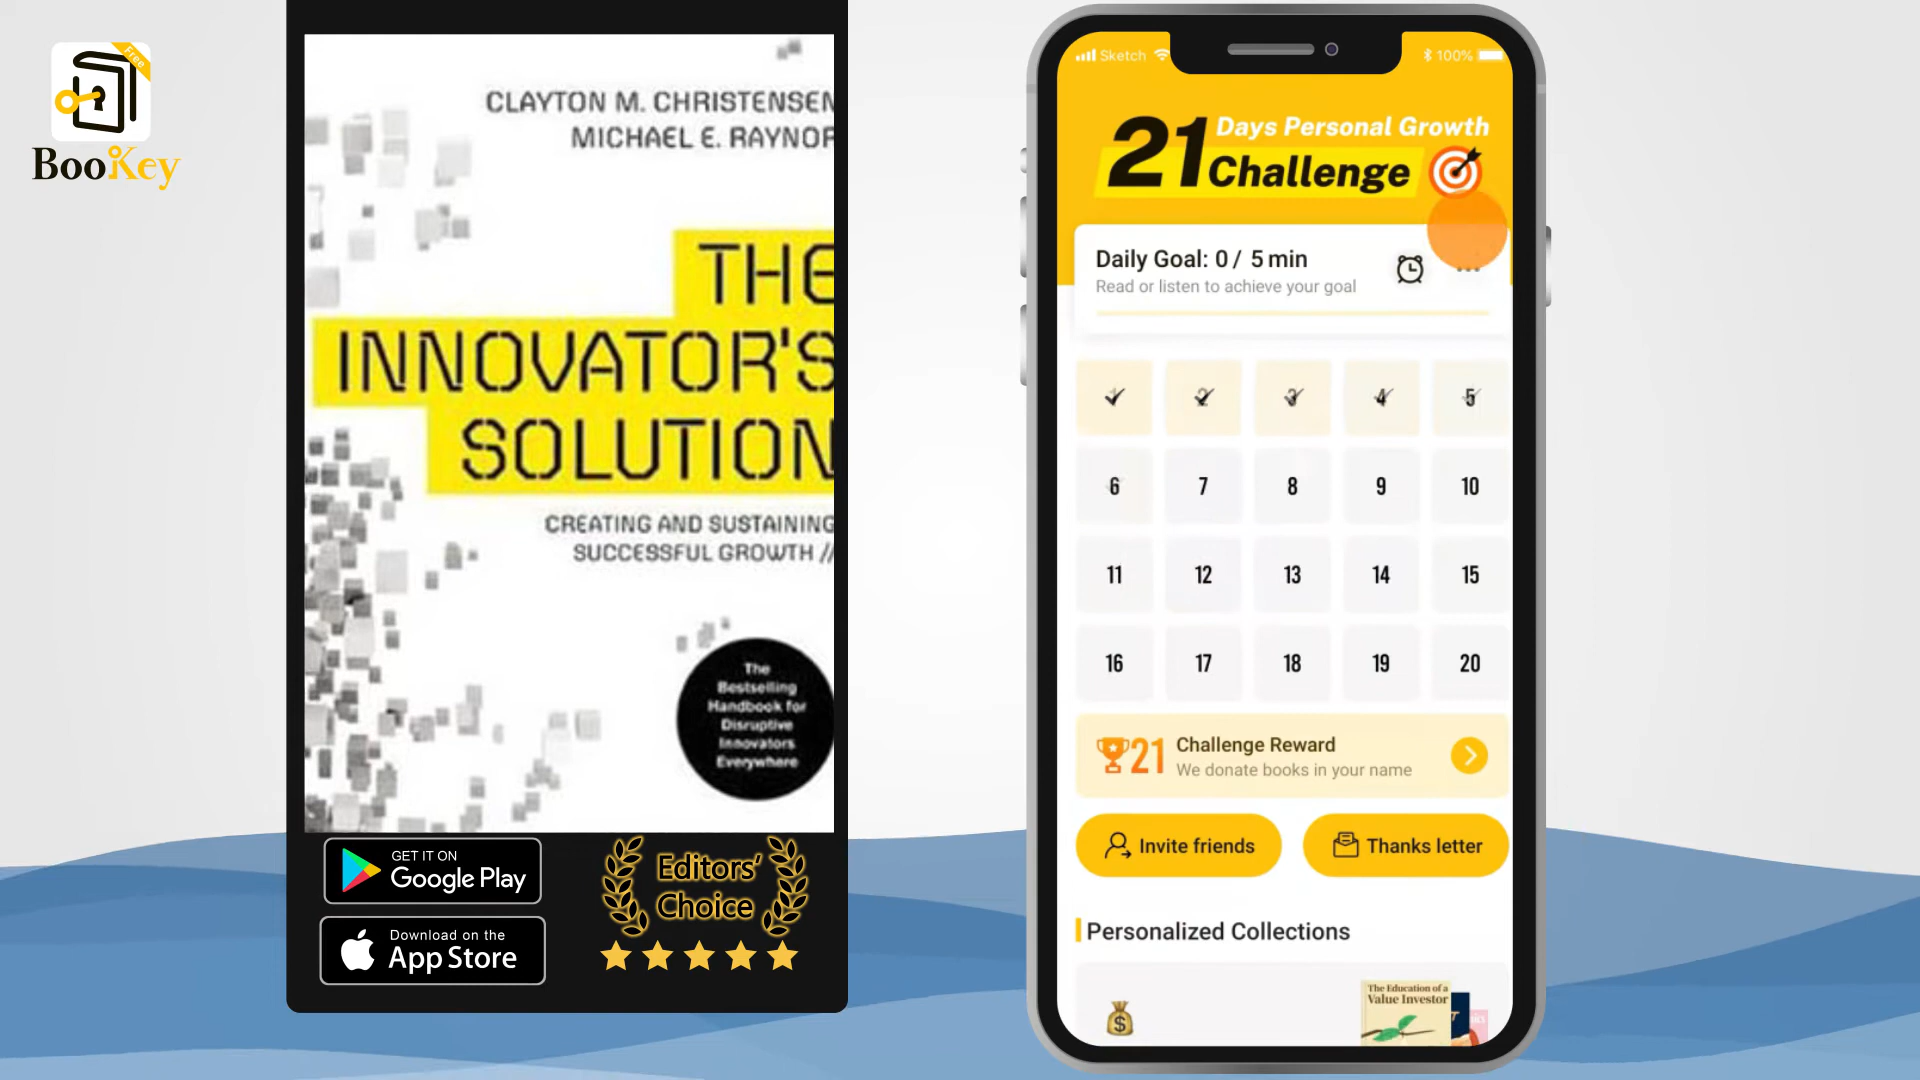 Free
BooKey
CLAYTON M. CHRISTENSEN
MICHAEL E. RAYNOR
THE
INNOVATOR'S
SOLUTION
CREATING AND SUSTAINING
SUCCESSFUL GROWTH //
The
Bestselling
Handbook for
Disruptive
Innovators
Everywhere
GET IT ON
Google Play
Download on the
App Store
Editors'
Choice
Sketch
100%
21 Days Personal Growth
Challenge
Daily Goal: 0 / 5 min
Read or listen to achieve your goal
2 3 4 5
6 7 8 9 10
11 12 13 14 15
16 17 18 19 20
21
Challenge Reward
We donate books in your name
Invite friends
Thanks letter
Personalized Collections
$
The Education of a
Value Investor